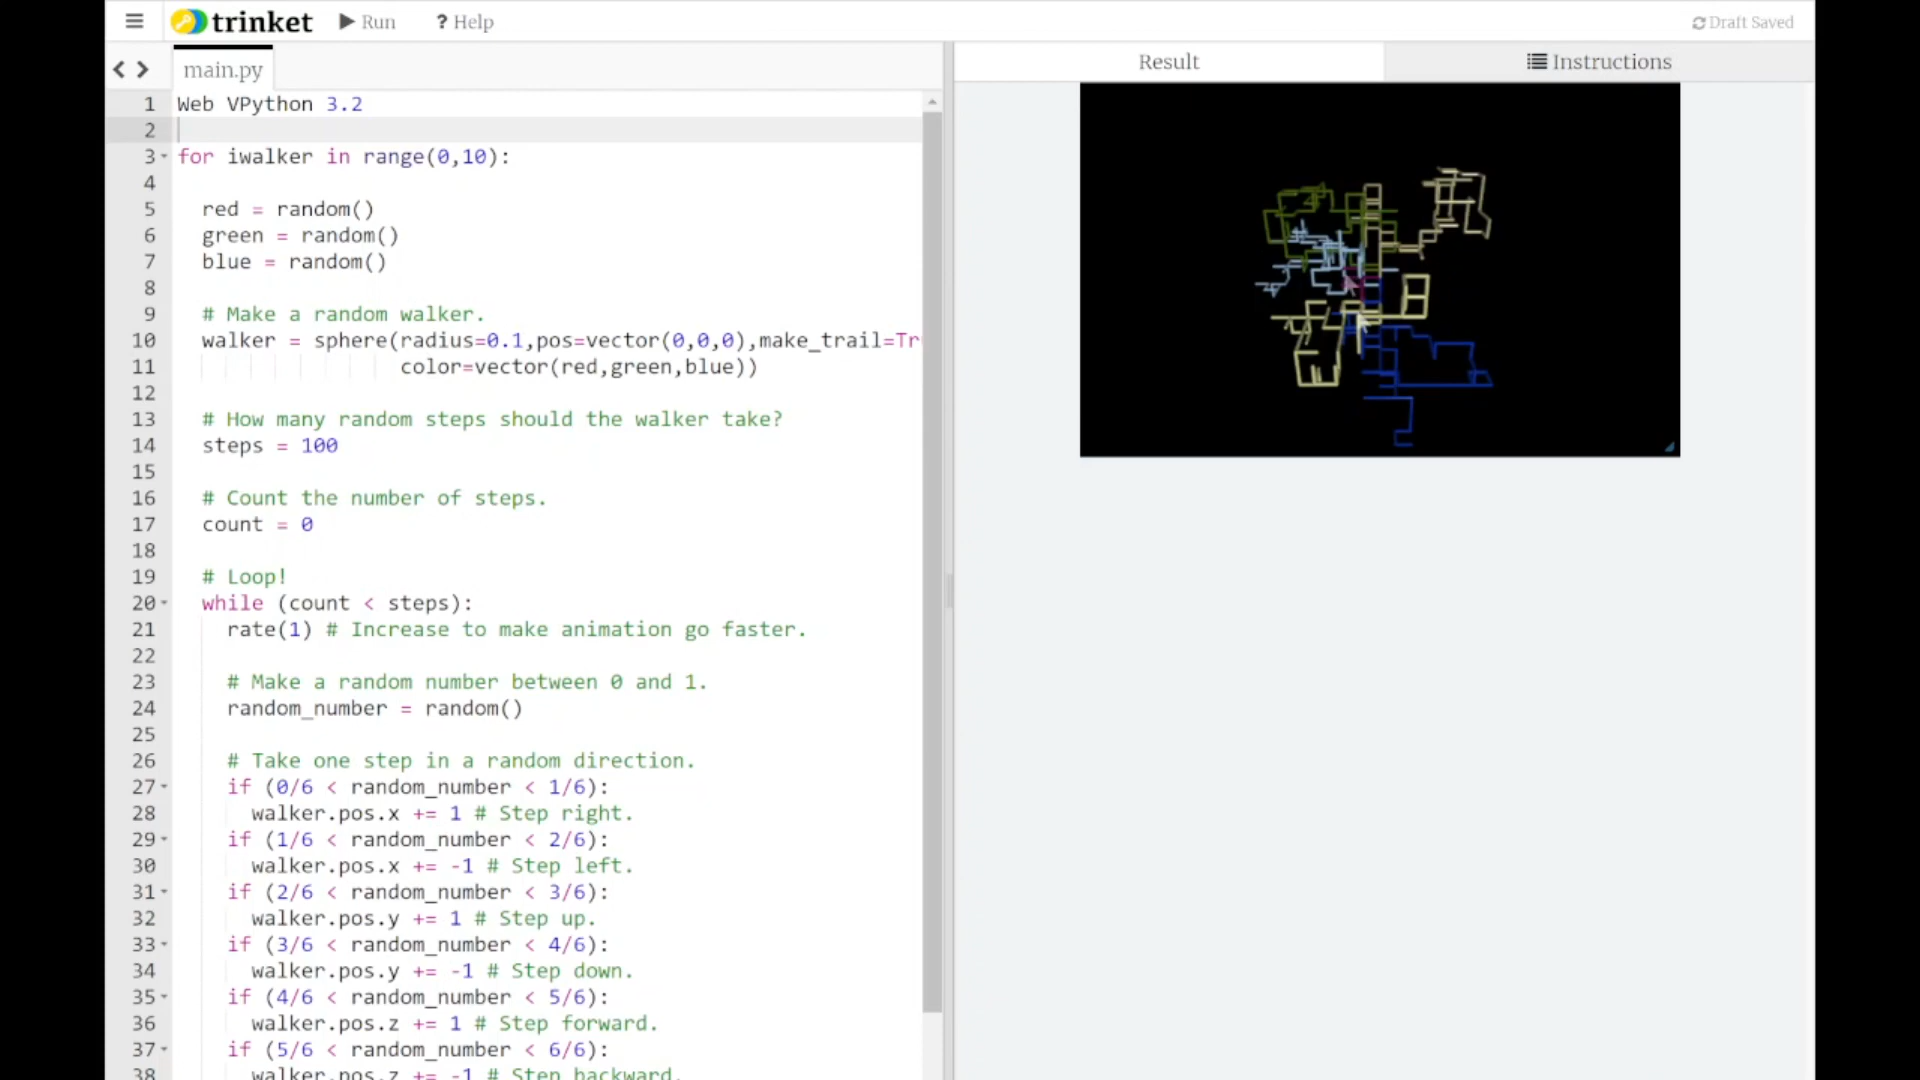 trinket Run ? Help Draft Saved
main.py
Result Instructions
1 Web VPython 3.2
2
3 for iwalker in range(0,10):
4
5 red = random()
6 green = random()
7 blue = random()
8
9 # Make a random walker.
10 walker = sphere(radius=0.1,pos=vector(0,0,0),make_trail=Tr
11 color=vector(red,green,blue))
12
13 # How many random steps should the walker take?
14 steps = 100
15
16 # Count the number of steps.
17 count = 0
18
19 # Loop!
20 while (count < steps):
21 rate(1) # Increase to make animation go faster.
22
23 # Make a random number between 0 and 1.
24 random_number = random()
25
26 # Take one step in a random direction.
27 if (0/6 < random_number < 1/6):
28 walker.pos.x += 1 # Step right.
29 if (1/6 < random_number < 2/6):
30 walker.pos.x += -1 # Step left.
31 if (2/6 < random_number < 3/6):
32 walker.pos.y += 1 # Step up.
33 if (3/6 < random_number < 4/6):
34 walker.pos.y += -1 # Step down.
35 if (4/6 < random_number < 5/6):
36 walker.pos.z += 1 # Step forward.
37 if (5/6 < random_number < 6/6):
38 walker.pos.z += -1 # Step backward.